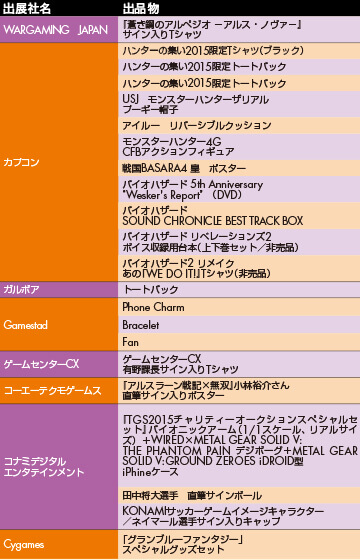 出展社名 出品物
WARGAMING JAPAN
『蒼き鋼のアルペジオ －アルス・ノヴァー』
サイン入りTシャツ
カプコン
ハンターの集い2015限定Tシャツ（ブラック）
ハンターの集い2015限定トートバック
ハンターの集い2015限定トートバック
USJ モンスターハンターザリアル
ブーギー帽子
アイルー リバーシブルクッション
モンスターハンター4G
CFBアクションフィギュア
戦国BASARA4 皇 ポスター
バイオハザード 5th Anniversary
"Wesker's Report" （DVD）
バイオハザード
SOUND CHRONICLE BEST TRACK BOX
バイオハザード リベレーションズ2
ボイス収録用台本（上下巻セット／非売品）
バイオハザード2 リメイク
あの『WE DO IT!』Tシャツ（非売品）
ガルボア
トートバック
Gamestad
Phone Charm
Bracelet
Fan
ゲームセンターCX
ゲームセンターCX
有野課長サイン入りTシャツ
コーエーテクモゲームス
『アルスラーン戦記×無双』小林裕介さん
直筆サイン入りポスター
コナミデジタル
エンタテインメント
『TGS2015チャリティーオークションスペシャルセ
ット』バイオニックアーム（1/1スケール、リアルサイ
ズ） ＋WIRED×METAL GEAR SOLID V:
THE PHANTOM PAIN デジボーグ＋METAL GEAR
SOLID V:GROUND ZEROES iDROID型
iPhineケース
田中将大選手 直筆サインボール
KONAMIサッカーゲームイメージキャラクター
／ネイマール選手サイン入りキャップ
Cygames
『グランブルーファンタジー』
スペシャルグッズセット